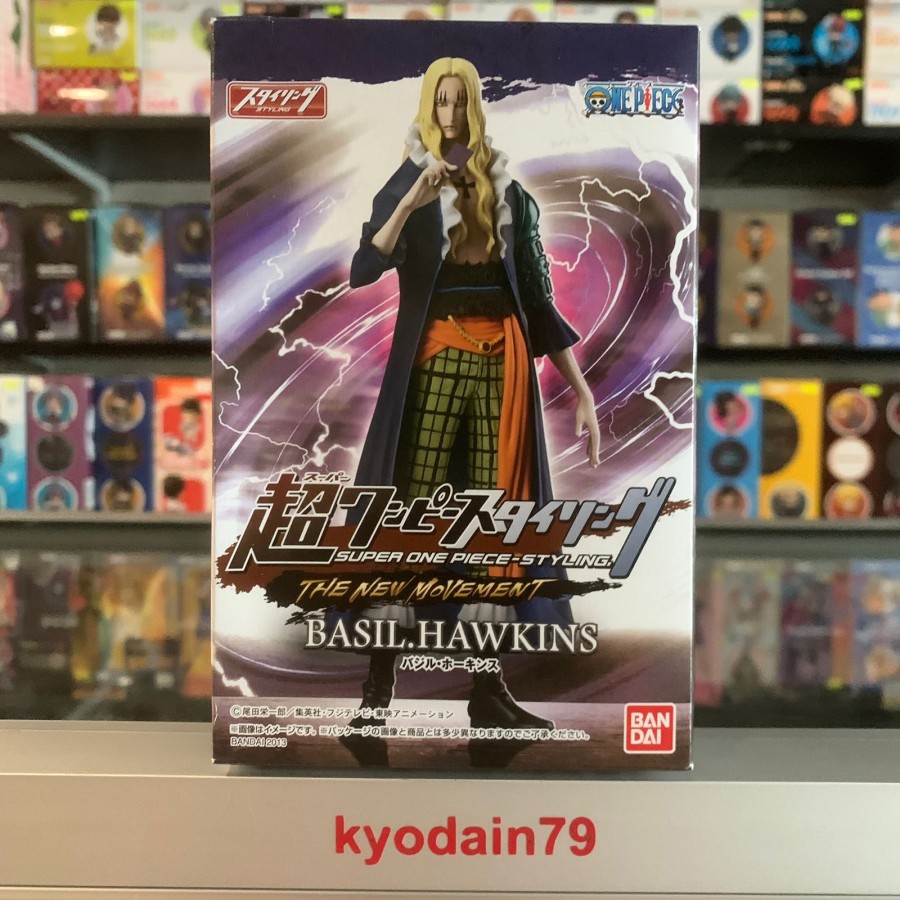 スタイリング
STYLING
ワンピース
ONE PIECE
スーパー
超ワンピーススタイリング
SUPER ONE PIECE-STYLING
THE NEW MOVEMENT
BASIL.HAWKINS
バジル・ホーキンス
©尾田栄一郎/集英社・フジテレビ・東映アニメーション
※画像はイメージです。※パッケージの画像と商品とは多少異なりますのでご了承ください。
BANDAI 2013
BAN
DAI
kyodain79